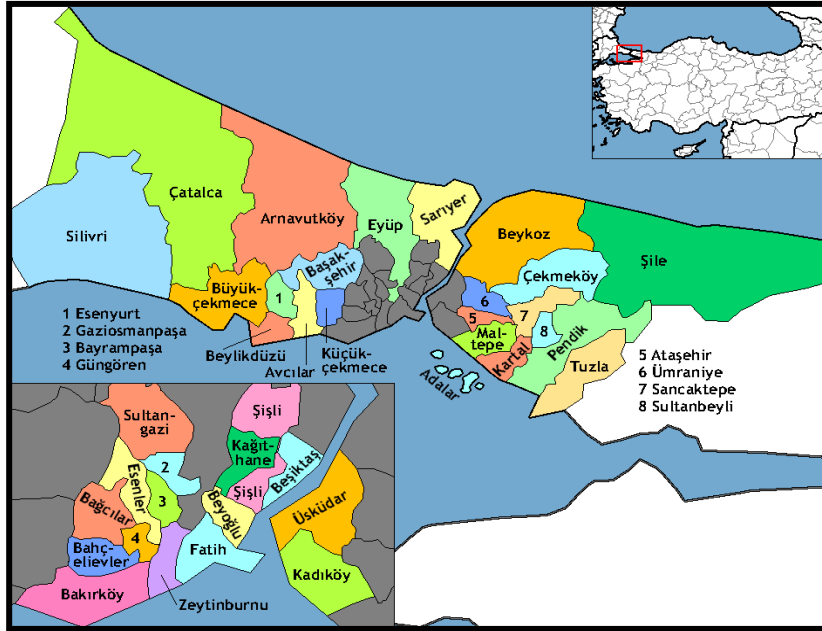 Silivri
Çatalca
Arnavutköy
Eyüp
Sarıyer
Beykoz
Şile
Çekmeköy
Büyük-
çekmece
Başak-
şehir
1
6
5
7
8
Mal-
tepe
Kartal
Pendik
Tuzla
Beylikdüzü
Avcılar
Küçük-
çekmece
Adalar
1 Esenyurt
2 Gaziosmanpaşa
3 Bayrampaşa
4 Güngören
5 Ataşehir
6 Ümraniye
7 Sancaktepe
8 Sultanbeyli
Sultan-
gazi
Şişli
Kağıt-
hane
Şişli
Beşiktaş
Esenler
2
3
Bağcılar
4
Beyoğlu
Üsküdar
Bahç-
elievler
Fatih
Kadıköy
Bakırköy
Zeytinburnu